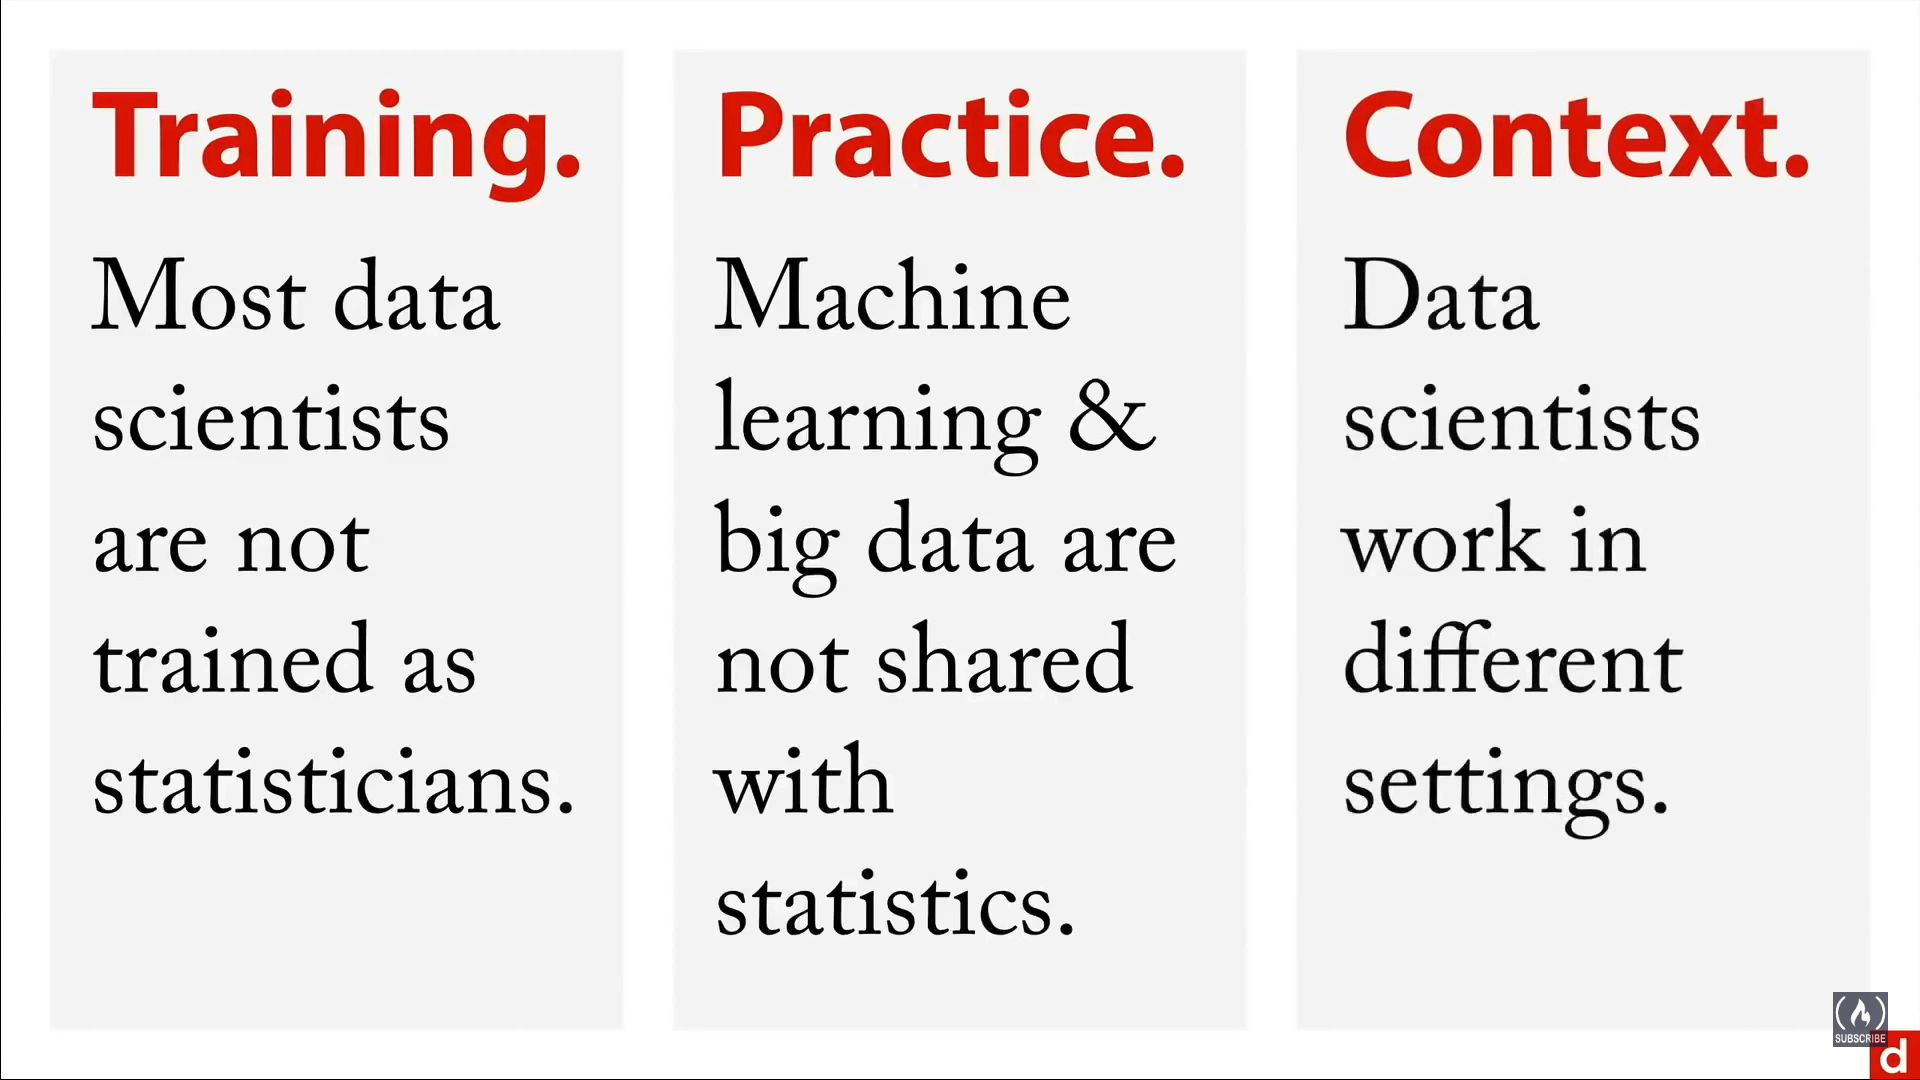 Training.
Most data
scientists
are not
trained as
statisticians.
Practice.
Machine
learning &
big data are
not shared
with
statistics.
Context.
Data
scientists
work in
different
settings.
SUBSCRIBE
d